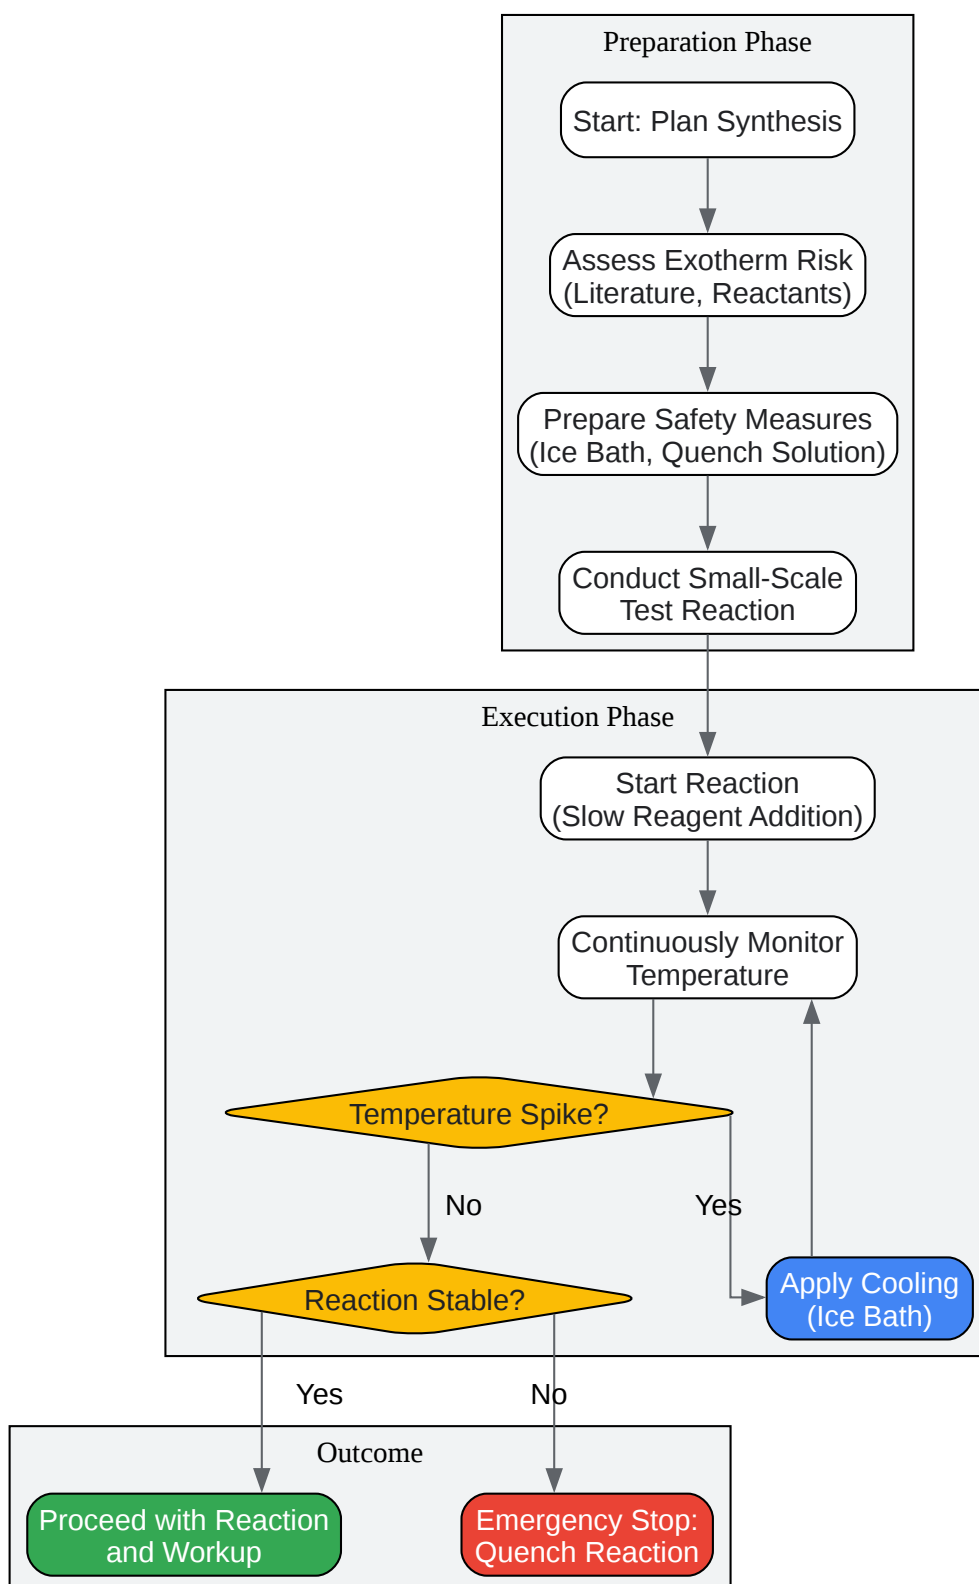 Preparation Phase
Start: Plan Synthesis
Assess Exotherm Risk
(Literature, Reactants)
Prepare Safety Measures
(Ice Bath, Quench Solution)
Conduct Small-Scale
Test Reaction
Execution Phase
Start Reaction
(Slow Reagent Addition)
Continuously Monitor
Temperature
Temperature Spike?
No
Yes
Reaction Stable?
Apply Cooling
(Ice Bath)
Yes
No
Outcome
Proceed with Reaction
and Workup
Emergency Stop:
Quench Reaction